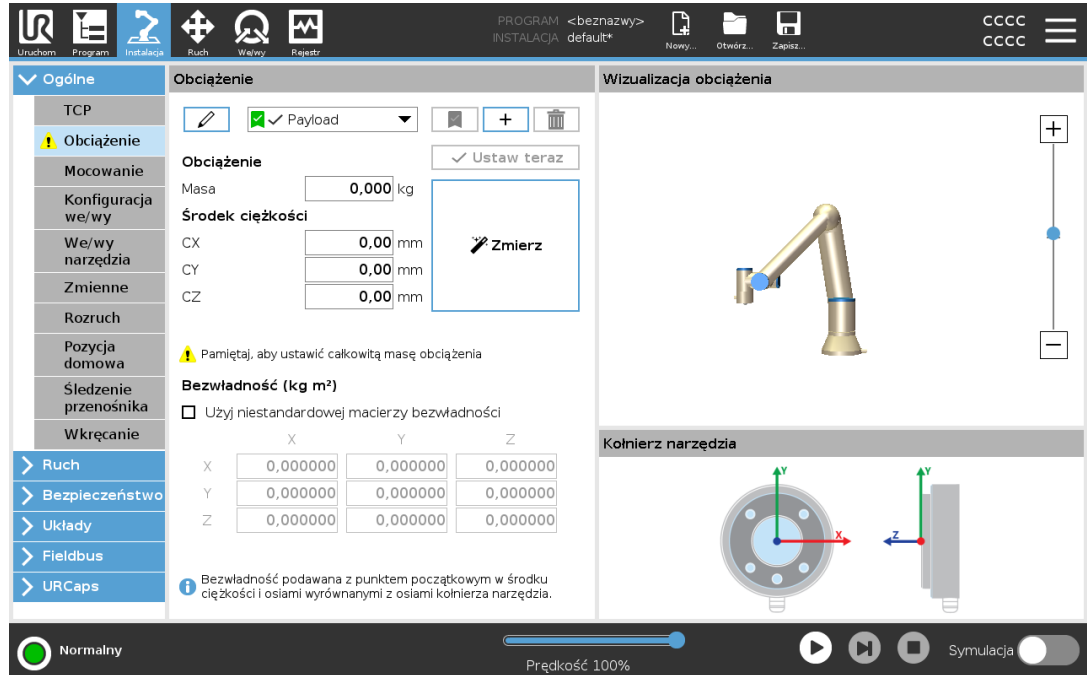 UR
PROGRAM <beznazwy>
INSTALACJA default*
CCCC
CCCC
Uruchom Program Instalacja Ruch We/wy Rejestr Nowy... Otwórz... Zapisz...
Ogólne
TCP
Obciążenie
Mocowanie
Konfiguracja
we/wy
We/wy
narzędzia
Zmienne
Rozruch
Pozycja
domowa
Śledzenie
przenośnika
Wkręcanie
Ruch
Bezpieczeństwo
Układy
Fieldbus
URCaps
Obciążenie
Payload
Ustaw teraz
Obciążenie
Masa 0,000 kg
Środek ciężkości
CX 0,00 mm
CY 0,00 mm
CZ 0,00 mm
Zmierz
Pamiętaj, aby ustawić całkowitą masę obciążenia
Bezwładność (kg m²)
Użyj niestandardowej macierzy bezwładności
X Y Z
X 0,000000 0,000000 0,000000
Y 0,000000 0,000000 0,000000
Z 0,000000 0,000000 0,000000
Bezwładność podawana z punktem początkowym w środku
ciężkości i osiami wyrównanymi z osiami kołnierza narzędzia.
Wizualizacja obciążenia
Kołnierz narzędzia
Y Y
X Z
Normalny
Prędkość 100%
Symulacja